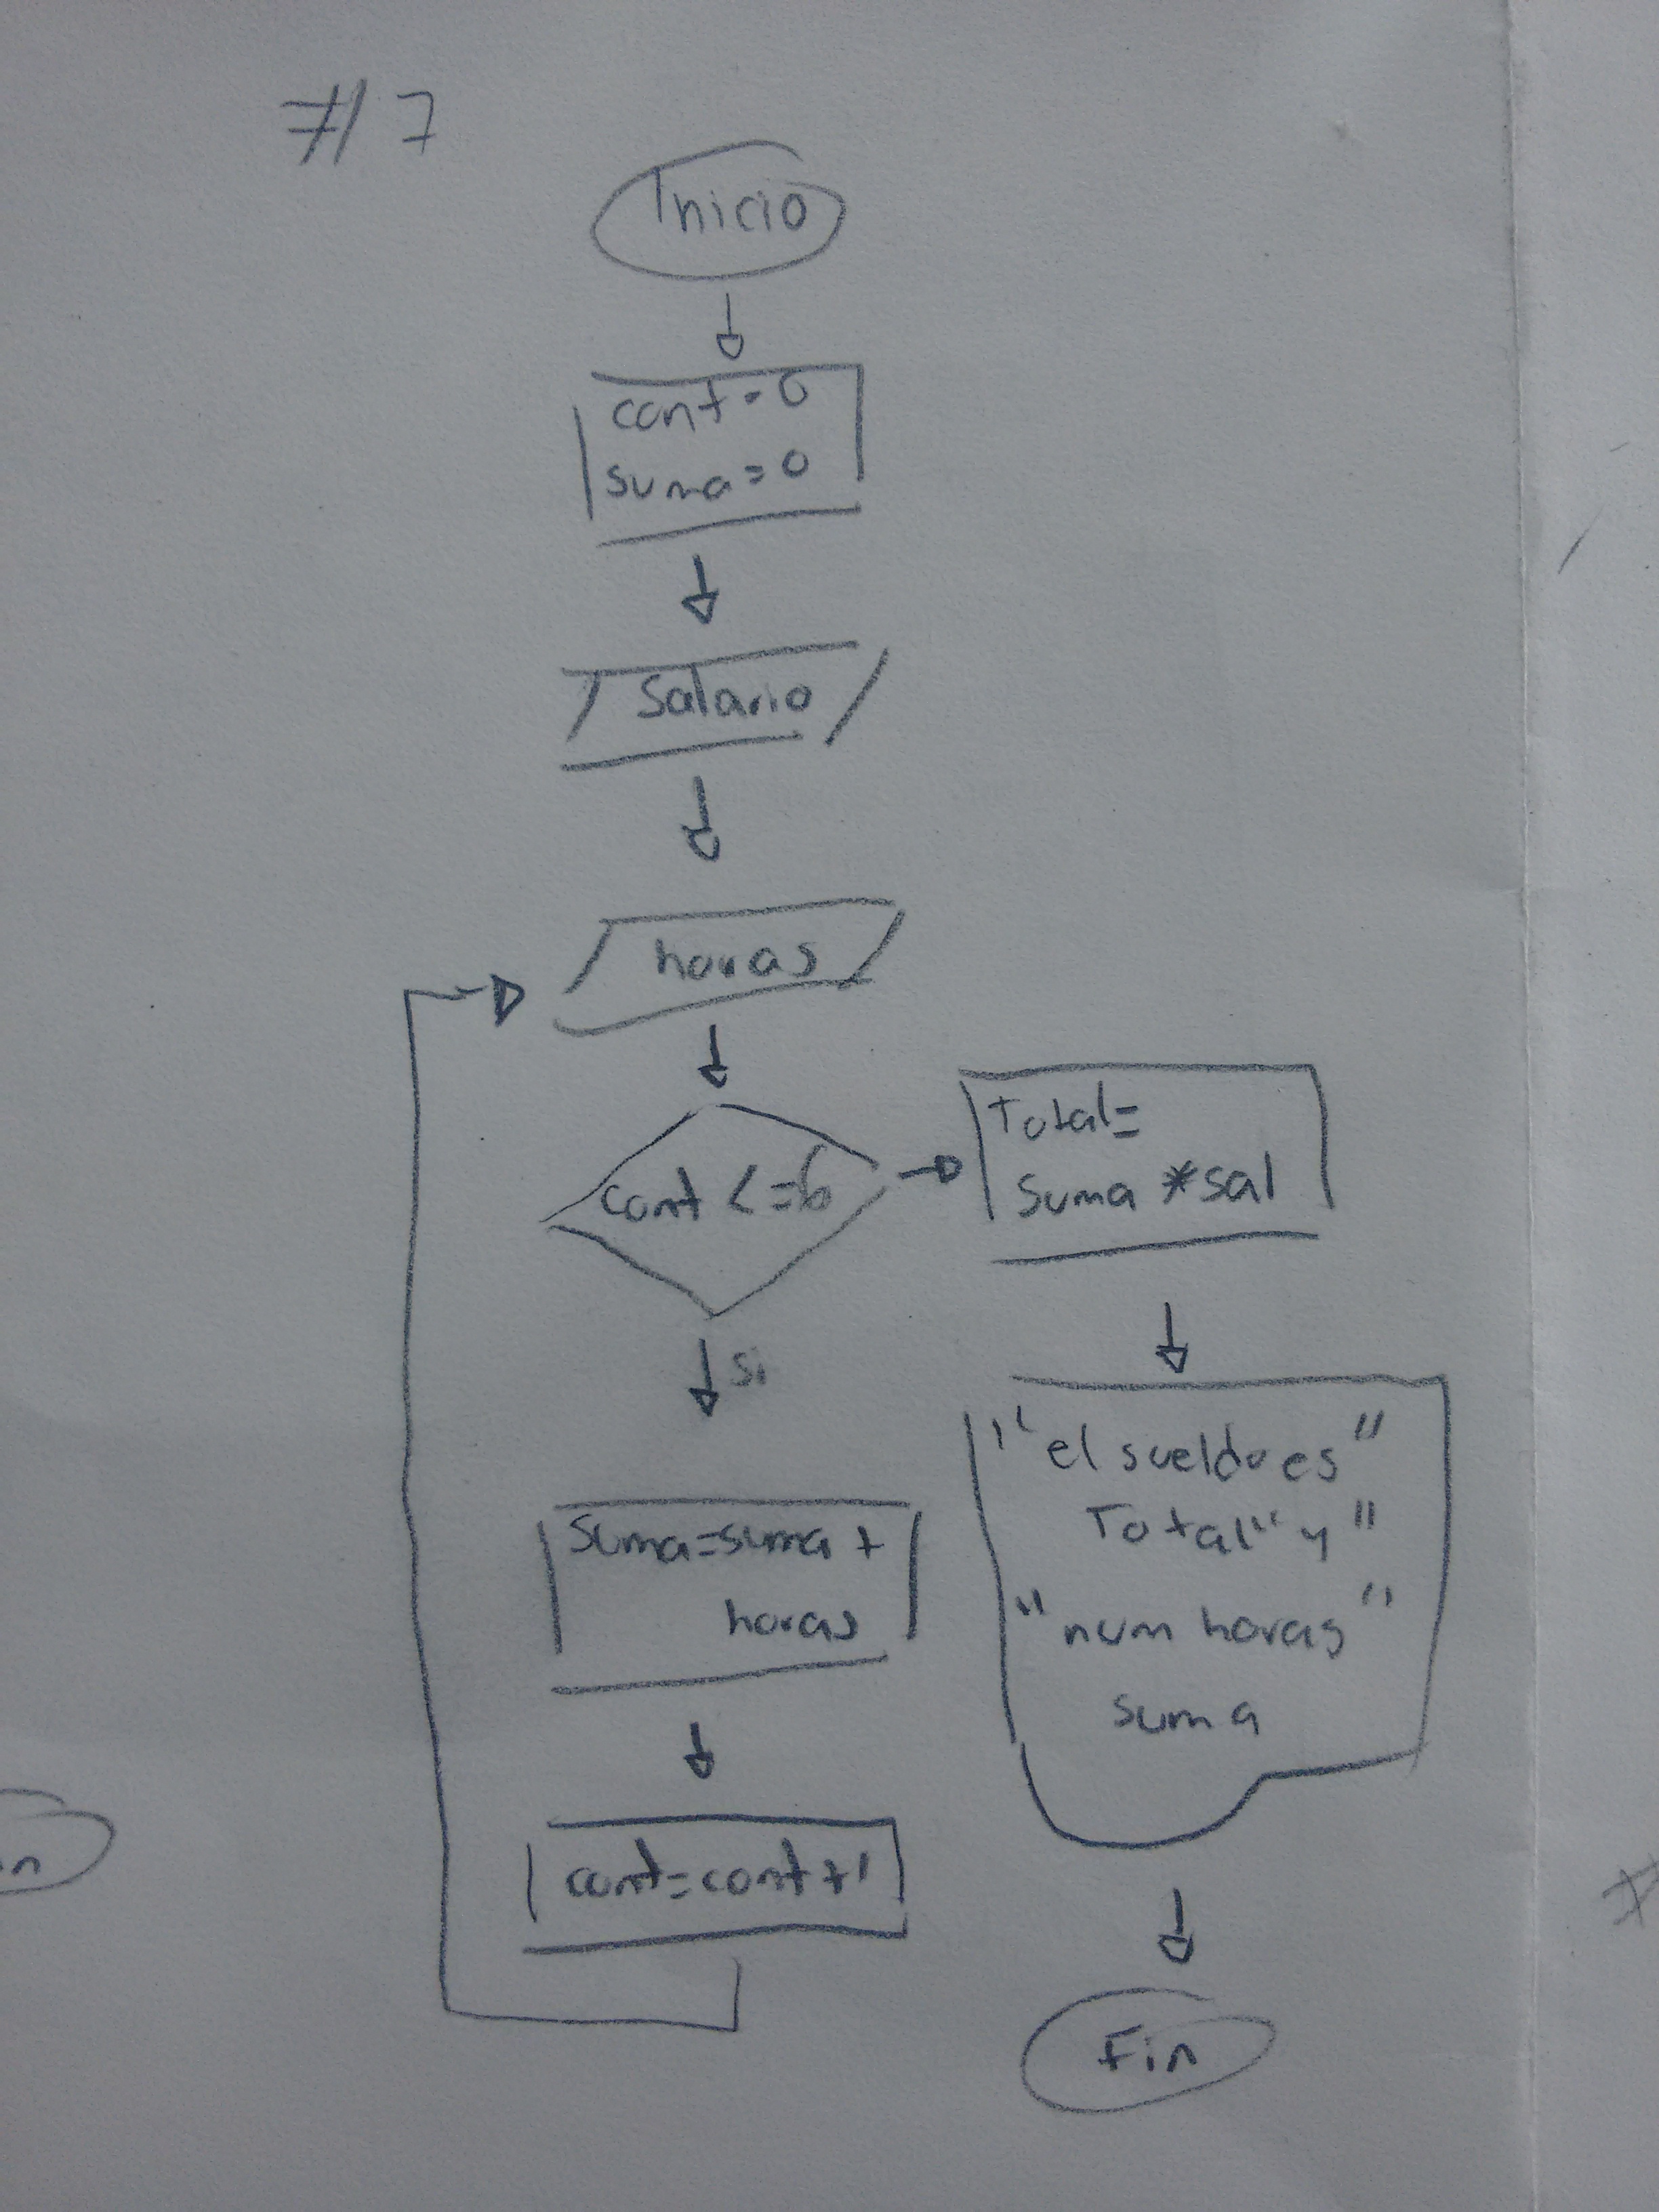 #7
Inicio
cont=0
suma=0
Salario
horas
cont <=6
Total=
suma *sal
si
"el sueldo es"
Total" y "
"num horas"
suma
suma=suma +
horas
cont=cont+1
Fin